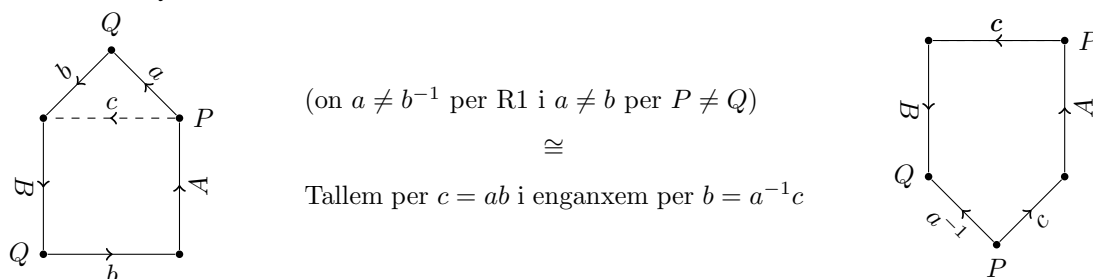 Q
b
a
c
P
B
A
Q
b
(on a ≠ b⁻¹ per R1 i a ≠ b per P ≠ Q)
≅
Tallem per c = ab i enganxem per b = a⁻¹c
c
P
B
A
Q
a⁻¹
c
P